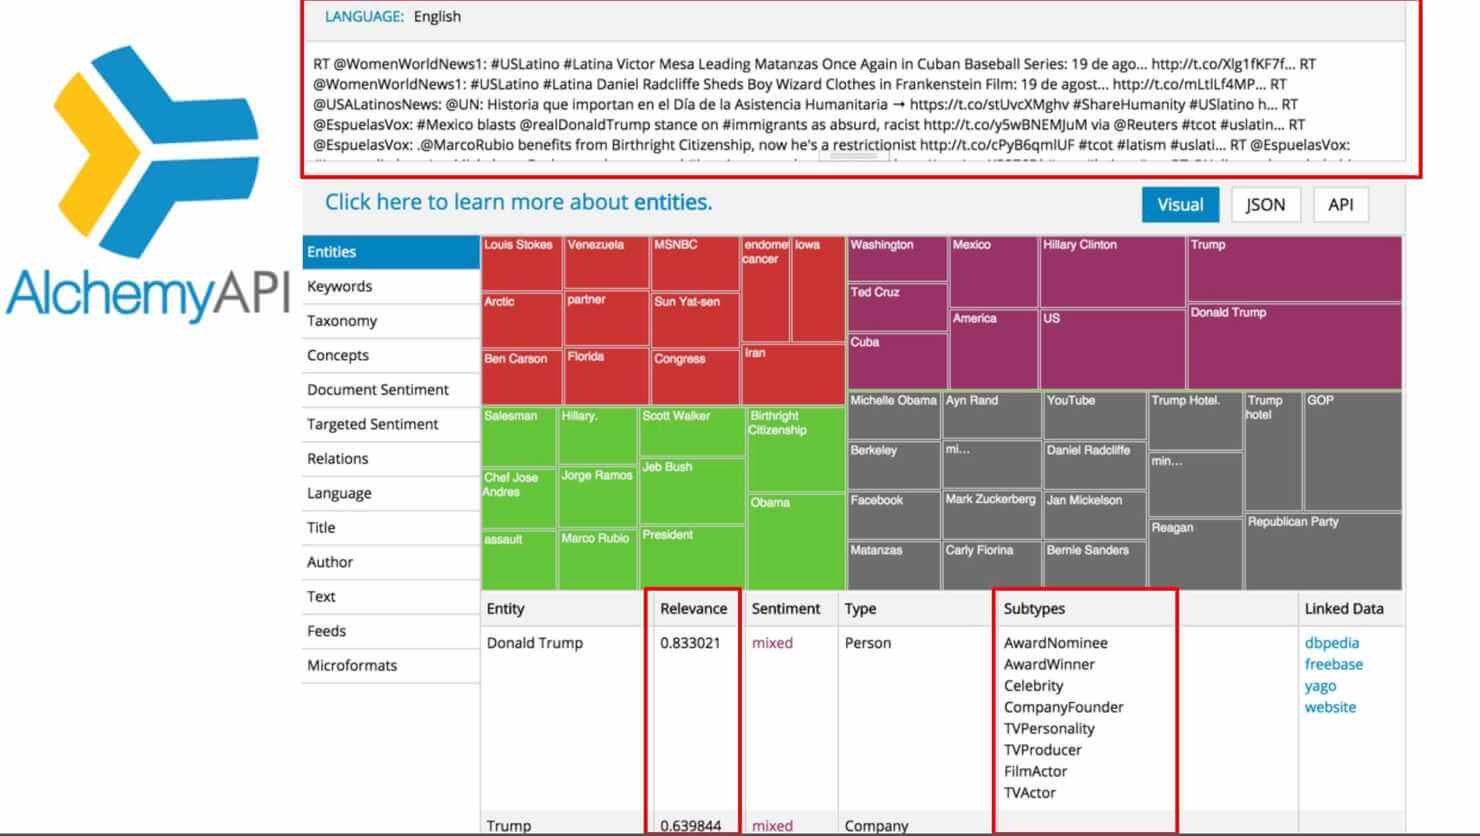 AlchemyAPI
LANGUAGE: English
RT @WomenWorldNews1: #USLatino #Latina Victor Mesa Leading Matanzas Once Again in Cuban Baseball Series: 19 de ago... http://t.co/Xlg1fKF7f... RT
@WomenWorldNews1: #USLatino #Latina Daniel Radcliffe Sheds Boy Wizard Clothes in Frankenstein Film: 19 de agost... http://t.co/mLtlLf4MP... RT
@USALatinosNews: @UN: Historia que importan en el Día de la Asistencia Humanitaria → https://t.co/stUvcXMghv #ShareHumanity #USlatino h... RT
@EspuelasVox: #Mexico blasts @realDonaldTrump stance on #immigrants as absurd, racist http://t.co/y5wBNEMJuM via @Reuters #tcot #uslatin... RT
@EspuelasVox: .@MarcoRubio benefits from Birthright Citizenship, now he's a restrictionist http://t.co/cPyB6qmlUF #tcot #latism #uslati... RT @EspuelasVox:
Click here to learn more about entities.
Visual
JSON
API
Entities
Keywords
Taxonomy
Concepts
Document Sentiment
Targeted Sentiment
Relations
Language
Title
Author
Text
Feeds
Microformats
Louis Stokes
Venezuela
MSNBC
endome
cancer
Iowa
Arctic
partner
Sun Yat-sen
Ben Carson
Florida
Congress
Iran
Washington
Mexico
Hillary Clinton
Trump
Ted Cruz
America
US
Donald Trump
Cuba
Salesman
Hillary.
Scott Walker
Birthright
Citizenship
Chef Jose
Andres
Jorge Ramos
Jeb Bush
Obama
assault
Marco Rubio
President
Michelle Obama
Ayn Rand
YouTube
Trump Hotel.
Trump
hotel
GOP
Berkeley
mi...
Daniel Radcliffe
min...
Facebook
Mark Zuckerberg
Jan Mickelson
Reagan
Republican Party
Matanzas
Carly Fiorina
Bernie Sanders
Entity
Relevance
Sentiment
Type
Subtypes
Linked Data
Donald Trump
0.833021
mixed
Person
AwardNominee
AwardWinner
Celebrity
CompanyFounder
TVPersonality
TVProducer
FilmActor
TVActor
dbpedia
freebase
yago
website
Trump
0.639844
mixed
Company